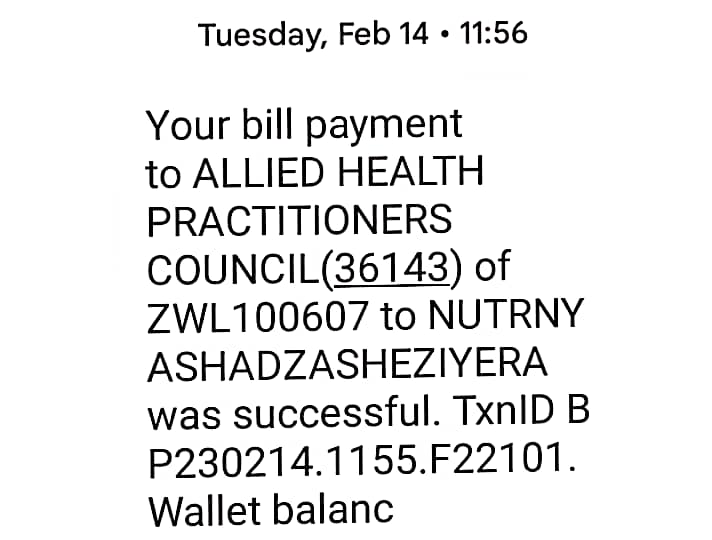 Tuesday, Feb 14 • 11:56
Your bill payment
to ALLIED HEALTH
PRACTITIONERS
COUNCIL(36143) of
ZWL100607 to NUTRNY
ASHADZASHEZIYERA
was successful. TxnID B
P230214.1155.F22101.
Wallet balanc